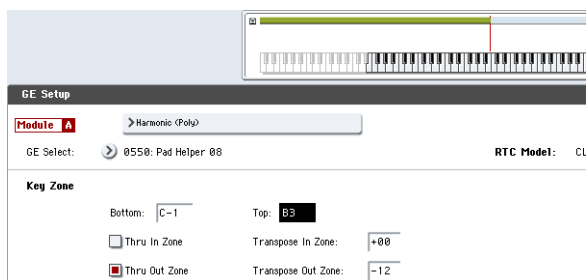 GE Setup
Module A
Harmonic (Poly)
GE Select: 0550: Pad Helper 08 RTC Model: CL
Key Zone
Bottom: C-1 Top: B3
Thru In Zone Transpose In Zone: +00
Thru Out Zone Transpose Out Zone: -12